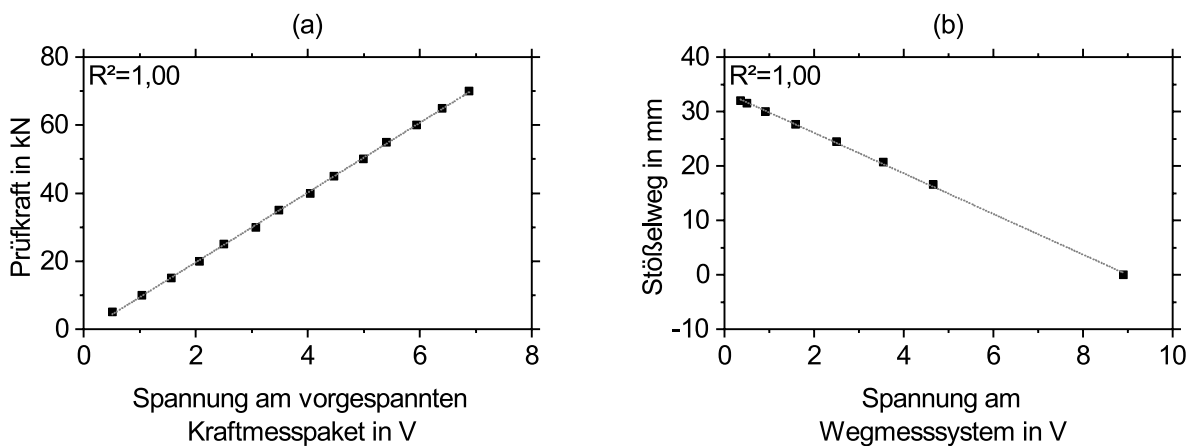 (a)
R²=1,00
Prüfkraft in kN
80
60
40
20
0
0 2 4 6 8
Spannung am vorgespannten
Kraftmesspaket in V
(b)
R²=1,00
Stößelweg in mm
40
30
20
10
0
-10
0 2 4 6 8 10
Spannung am
Wegmesssystem in V